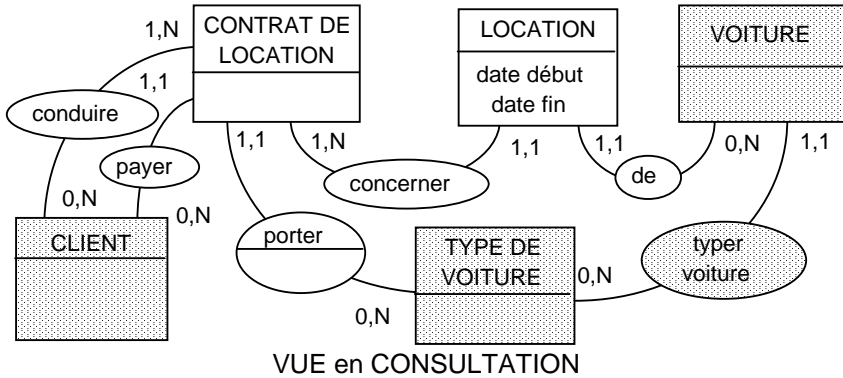 CONTRAT DE
LOCATION
LOCATION
date début
date fin
VOITURE
1,N
1,1
conduire
payer
0,N
0,N
1,1
1,N
concerner
1,1
1,1
de
0,N
1,1
CLIENT
porter
0,N
TYPE DE
VOITURE
0,N
typer
voiture
VUE en CONSULTATION